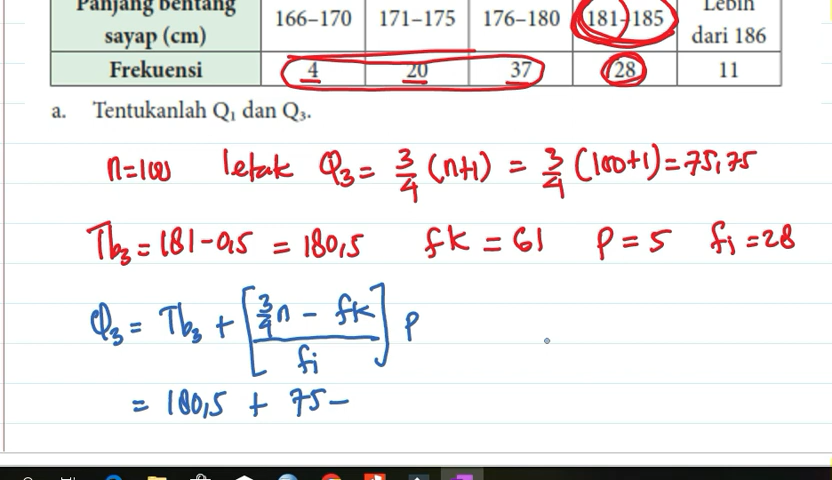 Panjang bentang sayap (cm) 166–170 171–175 176–180 181–185 Lebih dari 186
Frekuensi 4 20 37 28 11
a. Tentukanlah Q₁ dan Q₃.
n=100 letak Q₃ = 3/4 (n+1) = 3/4 (100+1) = 75,75
Tb₃ = 181 - 0,5 = 180,5 fk = 61 P = 5 fi = 28
Q₃ = Tb₃ + [(3/4 n - fk)/fi] P
= 180,5 + 75 -